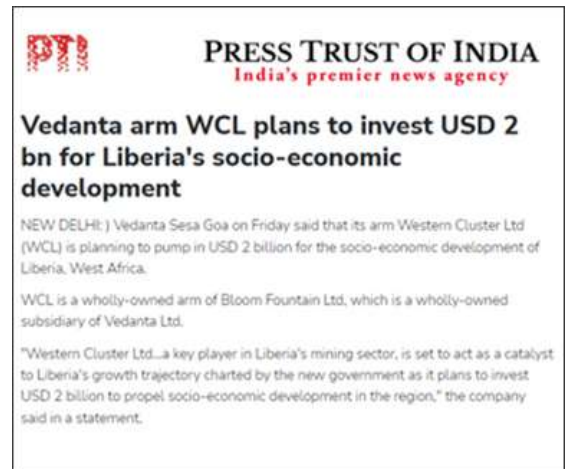 PTI
PRESS TRUST OF INDIA
India's premier news agency
Vedanta arm WCL plans to invest USD 2
bn for Liberia's socio-economic
development
NEW DELHI: ) Vedanta Sesa Goa on Friday said that its arm Western Cluster Ltd
(WCL) is planning to pump in USD 2 billion for the socio-economic development of
Liberia, West Africa.
WCL is a wholly-owned arm of Bloom Fountain Ltd, which is a wholly-owned
subsidiary of Vedanta Ltd.
"Western Cluster Ltd...a key player in Liberia's mining sector, is set to act as a catalyst
to Liberia's growth trajectory charted by the new government as it plans to invest
USD 2 billion to propel socio-economic development in the region," the company
said in a statement.